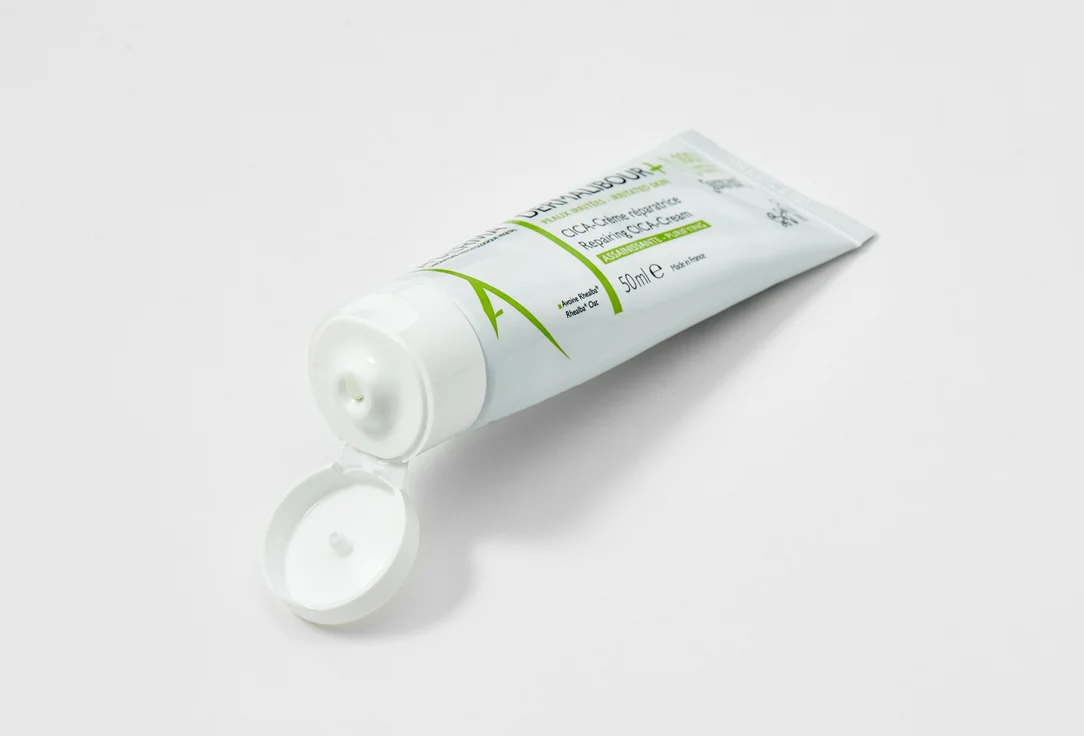 DERMALIBOUR+
PEAUX IRRITÉES - IRRITATED SKIN
CICA-Crème réparatrice
Repairing CICA-Cream
ASSAINISSANTE - PURIFYING
50ml e
Made in France
Avoine Rhealba®
Rhealba® Oat
A